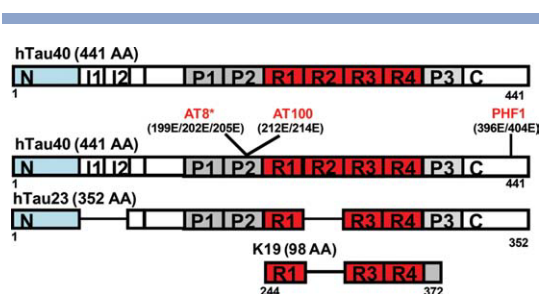 hTau40 (441 AA)
N I1 I2 P1 P2 R1 R2 R3 R4 P3 C
1 441
AT8* AT100 PHF1
(199E/202E/205E) (212E/214E) (396E/404E)
hTau40 (441 AA)
N I1 I2 P1 P2 R1 R2 R3 R4 P3 C
1 441
hTau23 (352 AA)
N P1 P2 R1 R3 R4 P3 C
1 352
K19 (98 AA)
R1 R3 R4
244 372